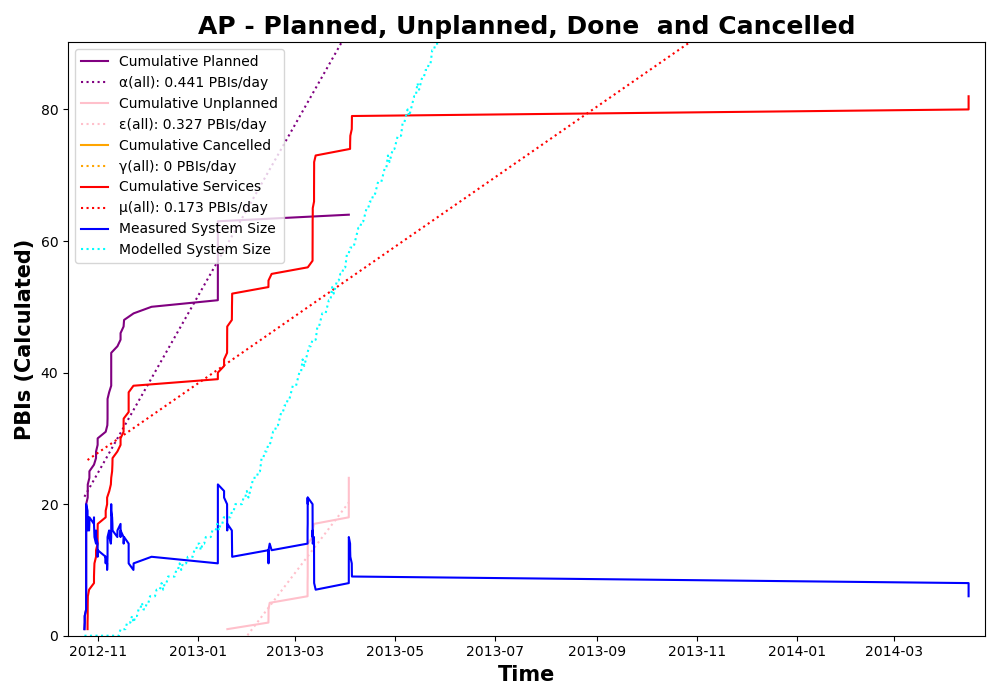 AP - Planned, Unplanned, Done  and Cancelled
Cumulative Planned
α(all): 0.441 PBIs/day
Cumulative Unplanned
ε(all): 0.327 PBIs/day
Cumulative Cancelled
γ(all): 0 PBIs/day
Cumulative Services
μ(all): 0.173 PBIs/day
Measured System Size
Modelled System Size
PBIs (Calculated)
80
60
40
20
0
2012-11 2013-01 2013-03 2013-05 2013-07 2013-09 2013-11 2014-01 2014-03
Time